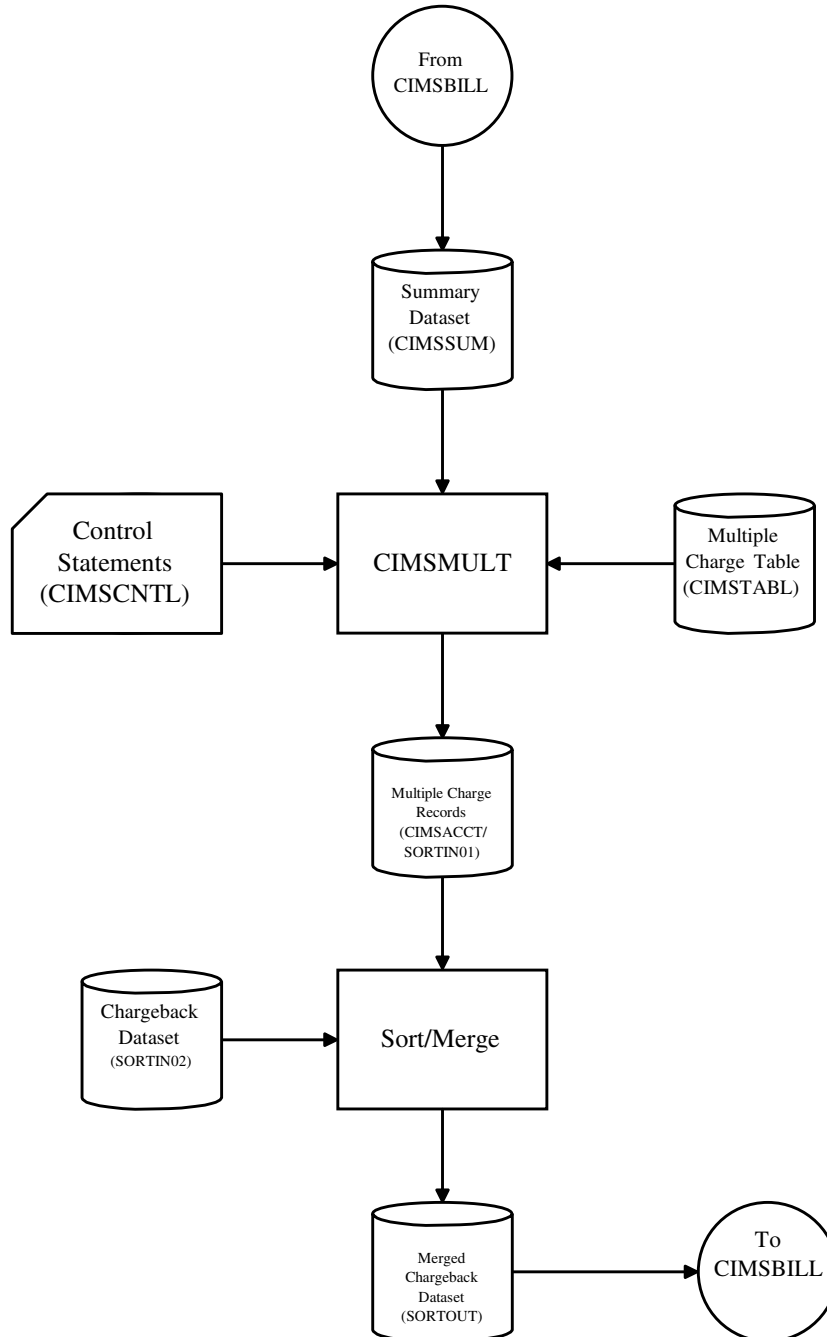 From
CIMSBILL
Summary
Dataset
(CIMSSUM)
Control
Statements
(CIMSCNTL)
CIMSMULT
Multiple
Charge Table
(CIMSTABL)
Multiple Charge
Records
(CIMSACCT/
SORTIN01)
Chargeback
Dataset
(SORTIN02)
Sort/Merge
Merged
Chargeback
Dataset
(SORTOUT)
To
CIMSBILL